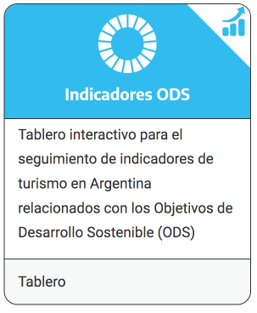 Indicadores ODS
Tablero interactivo para el
seguimiento de indicadores de
turismo en Argentina
relacionados con los Objetivos de
Desarrollo Sostenible (ODS)
Tablero